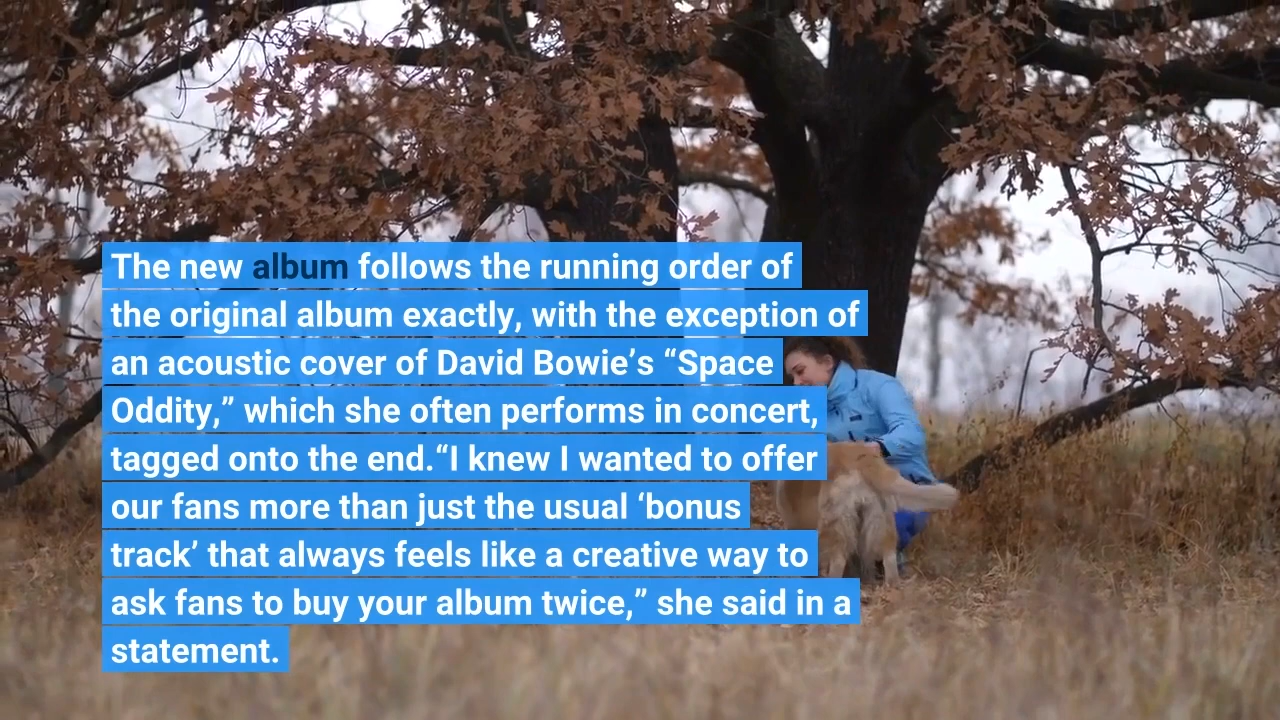 The new album follows the running order of
the original album exactly, with the exception of
an acoustic cover of David Bowie’s “Space
Oddity,” which she often performs in concert,
tagged onto the end.“I knew I wanted to offer
our fans more than just the usual ‘bonus
track’ that always feels like a creative way to
ask fans to buy your album twice,” she said in a
statement.